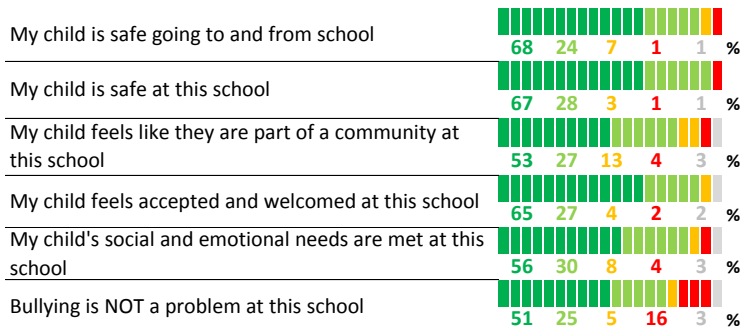 My child is safe going to and from school
68 24 7 1 1 %
My child is safe at this school
67 28 3 1 1 %
My child feels like they are part of a community at
this school
53 27 13 4 3 %
My child feels accepted and welcomed at this school
65 27 4 2 2 %
My child's social and emotional needs are met at this
school
56 30 8 4 3 %
Bullying is NOT a problem at this school
51 25 5 16 3 %